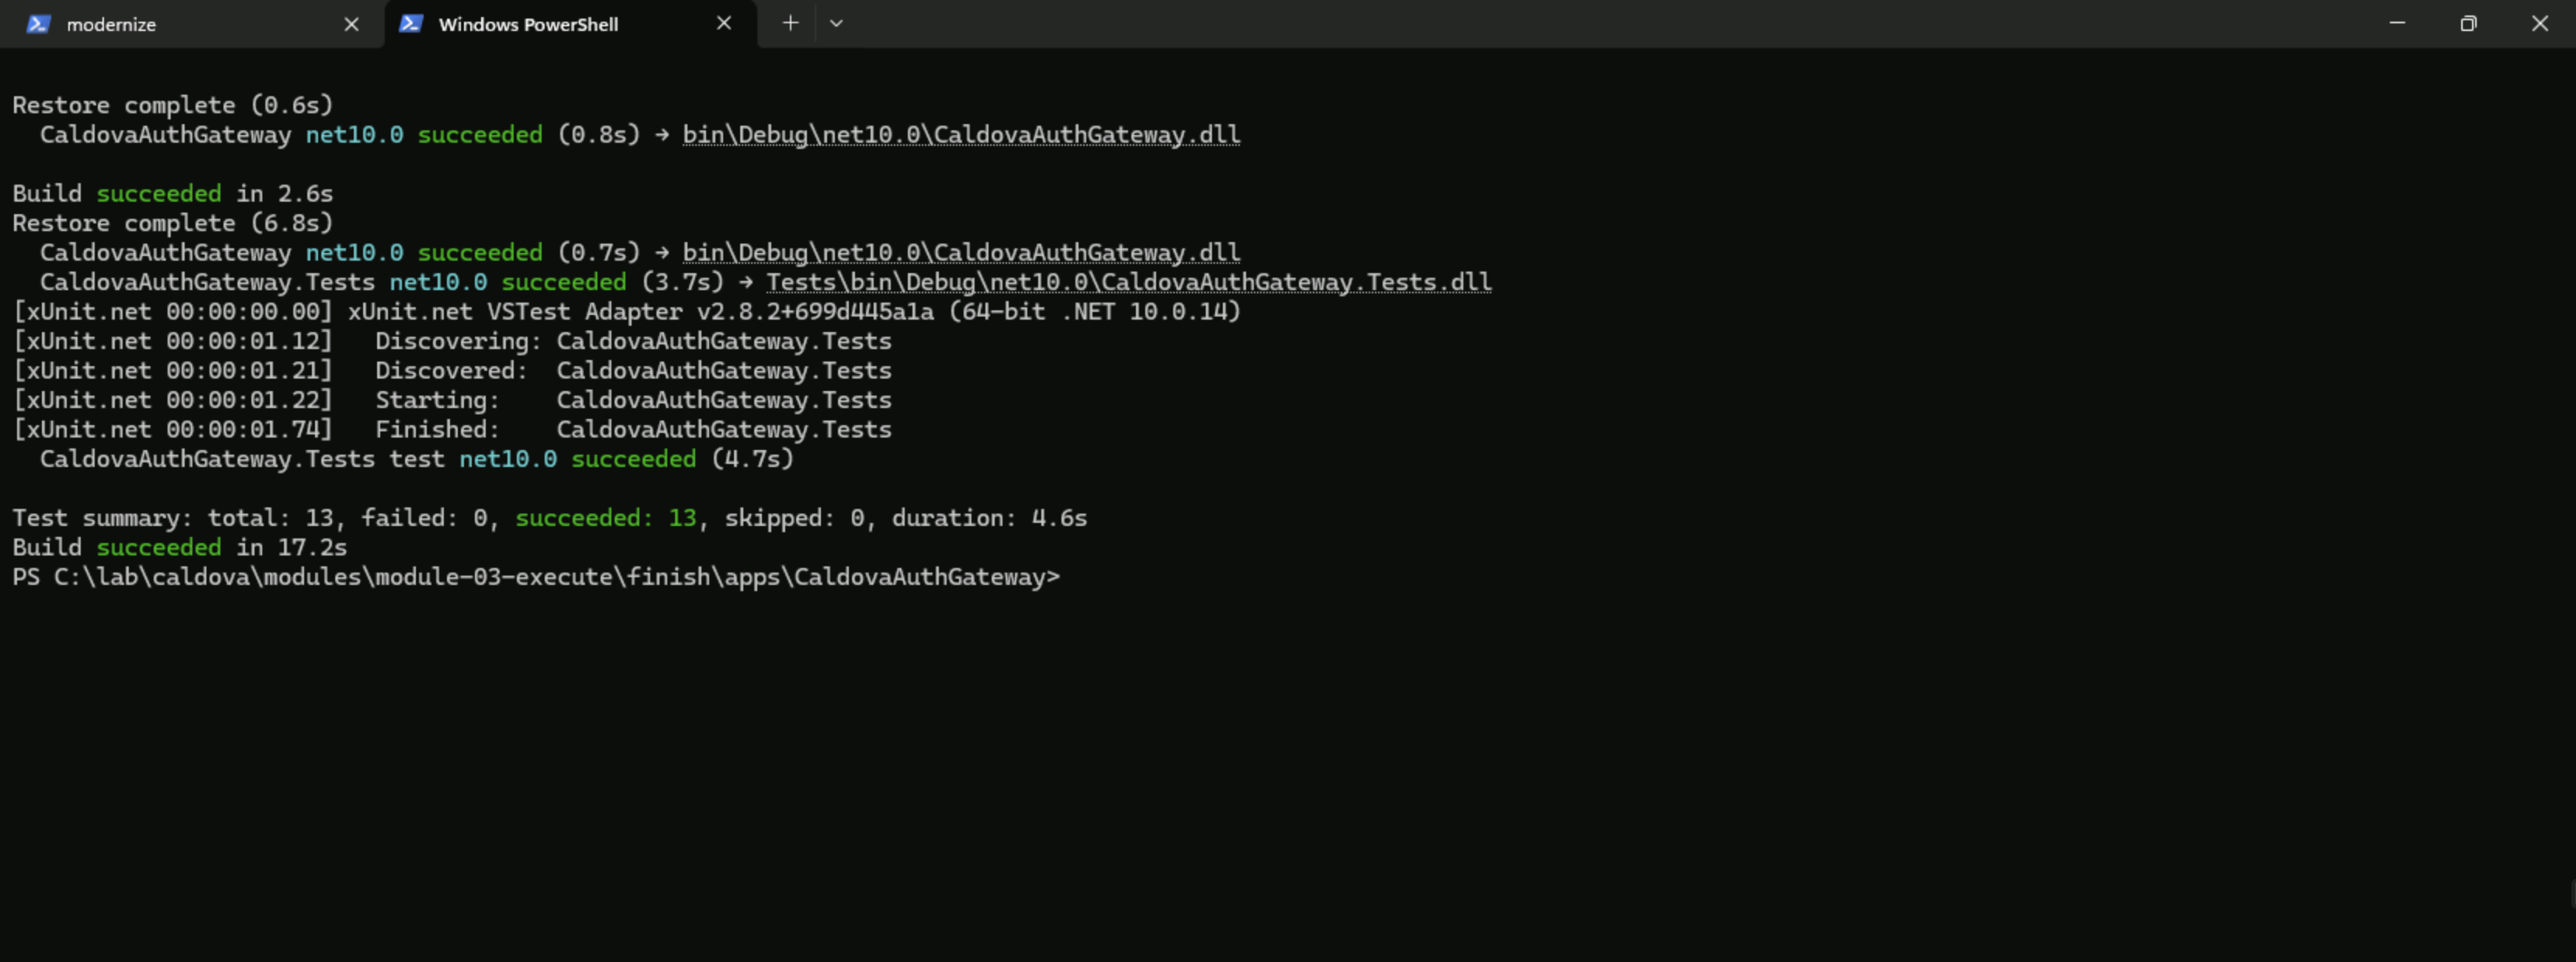 modernize
Windows PowerShell
Restore complete (0.6s)
  CaldovaAuthGateway net10.0 succeeded (0.8s) → bin\Debug\net10.0\CaldovaAuthGateway.dll
Build succeeded in 2.6s
Restore complete (6.8s)
  CaldovaAuthGateway net10.0 succeeded (0.7s) → bin\Debug\net10.0\CaldovaAuthGateway.dll
  CaldovaAuthGateway.Tests net10.0 succeeded (3.7s) → Tests\bin\Debug\net10.0\CaldovaAuthGateway.Tests.dll
[xUnit.net 00:00:00.00] xUnit.net VSTest Adapter v2.8.2+699d445a1a (64-bit .NET 10.0.14)
[xUnit.net 00:00:01.12]   Discovering: CaldovaAuthGateway.Tests
[xUnit.net 00:00:01.21]   Discovered:  CaldovaAuthGateway.Tests
[xUnit.net 00:00:01.22]   Starting:    CaldovaAuthGateway.Tests
[xUnit.net 00:00:01.74]   Finished:    CaldovaAuthGateway.Tests
  CaldovaAuthGateway.Tests test net10.0 succeeded (4.7s)
Test summary: total: 13, failed: 0, succeeded: 13, skipped: 0, duration: 4.6s
Build succeeded in 17.2s
PS C:\lab\caldova\modules\module-03-execute\finish\apps\CaldovaAuthGateway>